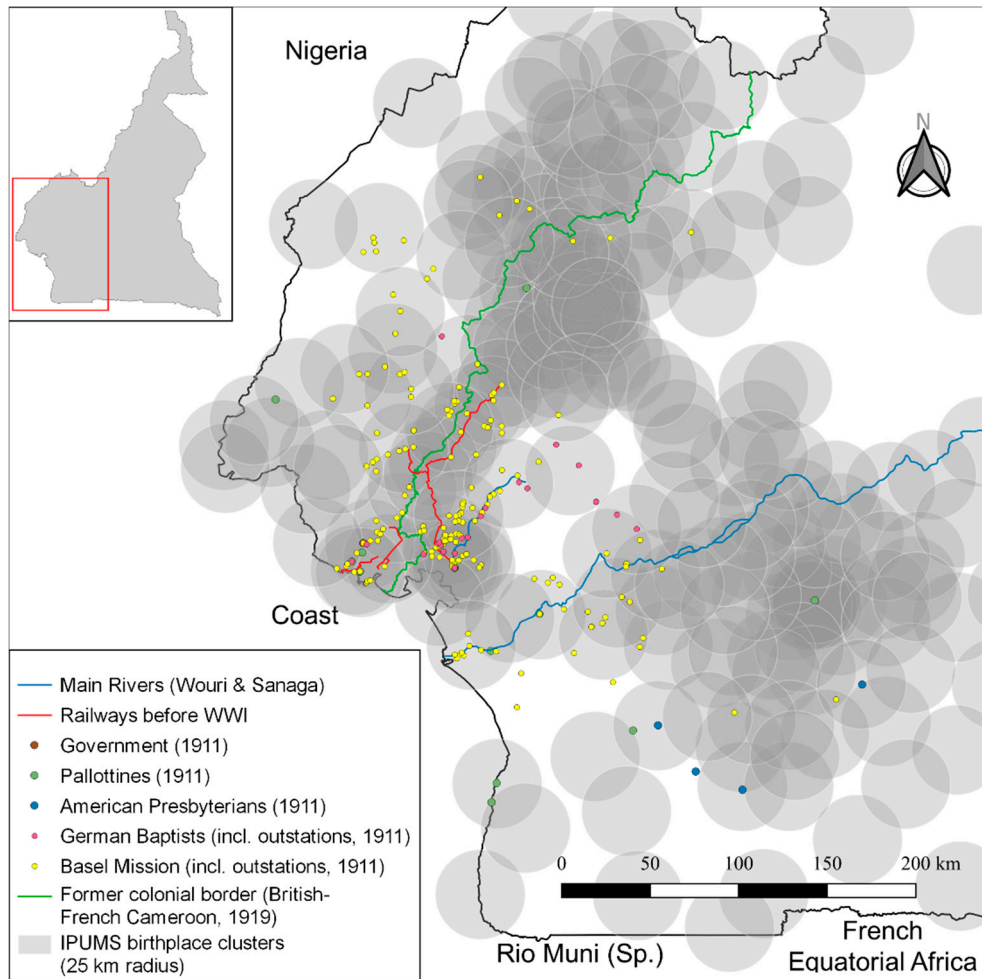 Nigeria
N
Coast
Main Rivers (Wouri & Sanaga)
Railways before WWI
Government (1911)
Pallottines (1911)
American Presbyterians (1911)
German Baptists (incl. outstations, 1911)
Basel Mission (incl. outstations, 1911)
Former colonial border (British-
French Cameroon, 1919)
IPUMS birthplace clusters
(25 km radius)
0 50 100 150 200 km
Rio Muni (Sp.)
French
Equatorial Africa